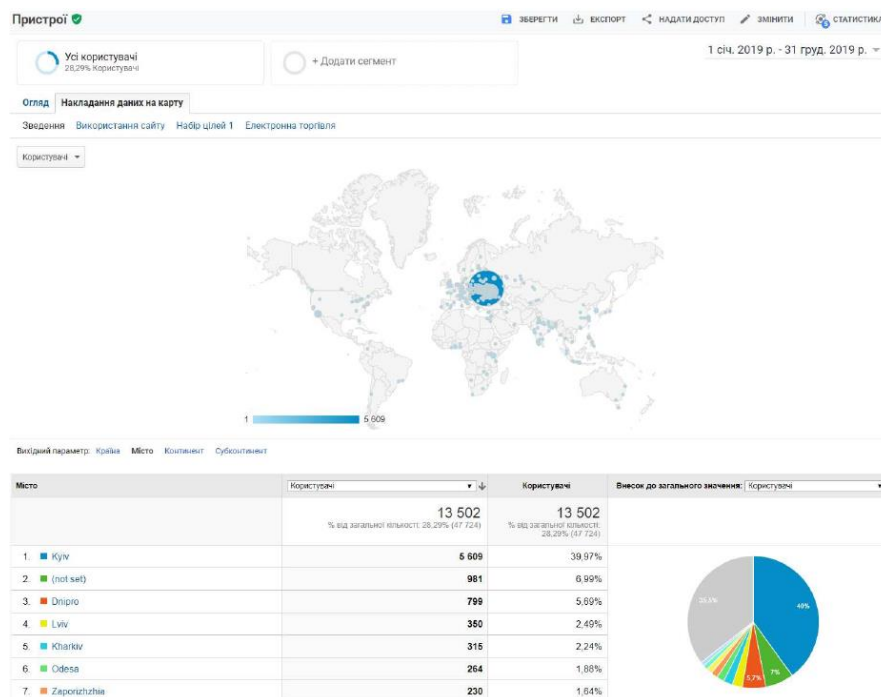 Пристрої
ЗБЕРЕГТИ ЕКСПОРТ НАДАТИ ДОСТУП ЗМІНИТИ СТАТИСТИКА
1 січ. 2019 р. - 31 груд. 2019 р.
Усі користувачі
28,29% Користувачі
+ Додати сегмент
Огляд Накладання даних на карту
Зведення Використання сайту Набір цілей 1 Електронна торгівля
Користувачі
1 5 609
Вихідний параметр: Країна Місто Континент Субконтинент
Місто Користувачі Користувачі Внесок до загального значення: Користувачі
13 502 13 502
% від загальної кількості: 28,29% (47 724) % від загальної кількості:
28,29% (47 724)
1. Kyiv 5 609 39,97%
2. (not set) 981 6,99%
3. Dnipro 799 5,69%
4. Lviv 350 2,49%
5. Kharkiv 315 2,24%
6. Odesa 264 1,88%
7. Zaporizhzhia 230 1,64%
40%
7%
5,7%